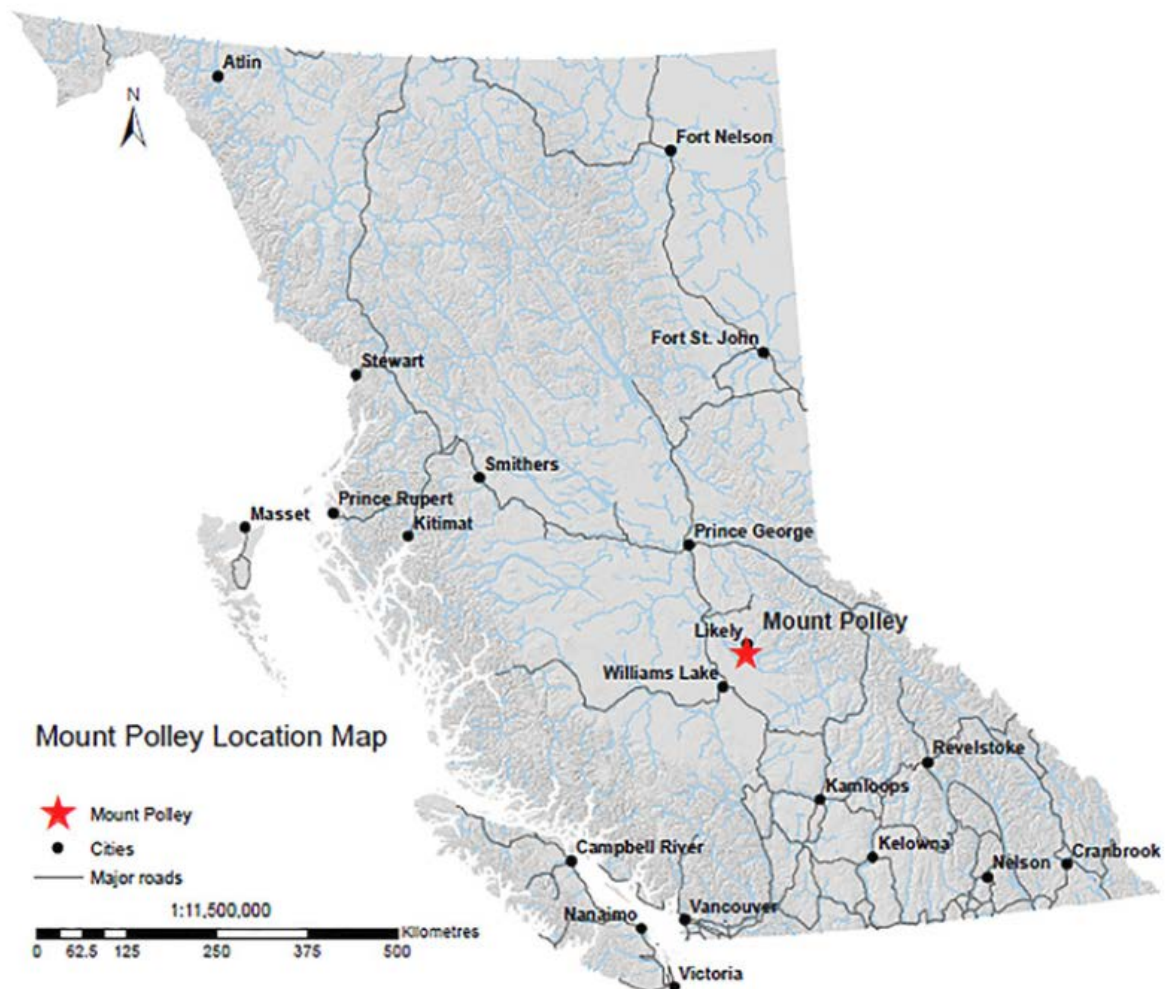 Atlin
N
Fort Nelson
Fort St. John
Stewart
Smithers
Masset
Prince Rupert
Kitimat
Prince George
Likely
Mount Polley
Williams Lake
Mount Polley Location Map
Revelstoke
Mount Polley
Kamloops
Cities
Campbell River
Kelowna
Cranbrook
Major roads
Nelson
1:11,500,000
Nanaimo
Vancouver
Kilometres
0 62.5 125 250 375 500
Victoria